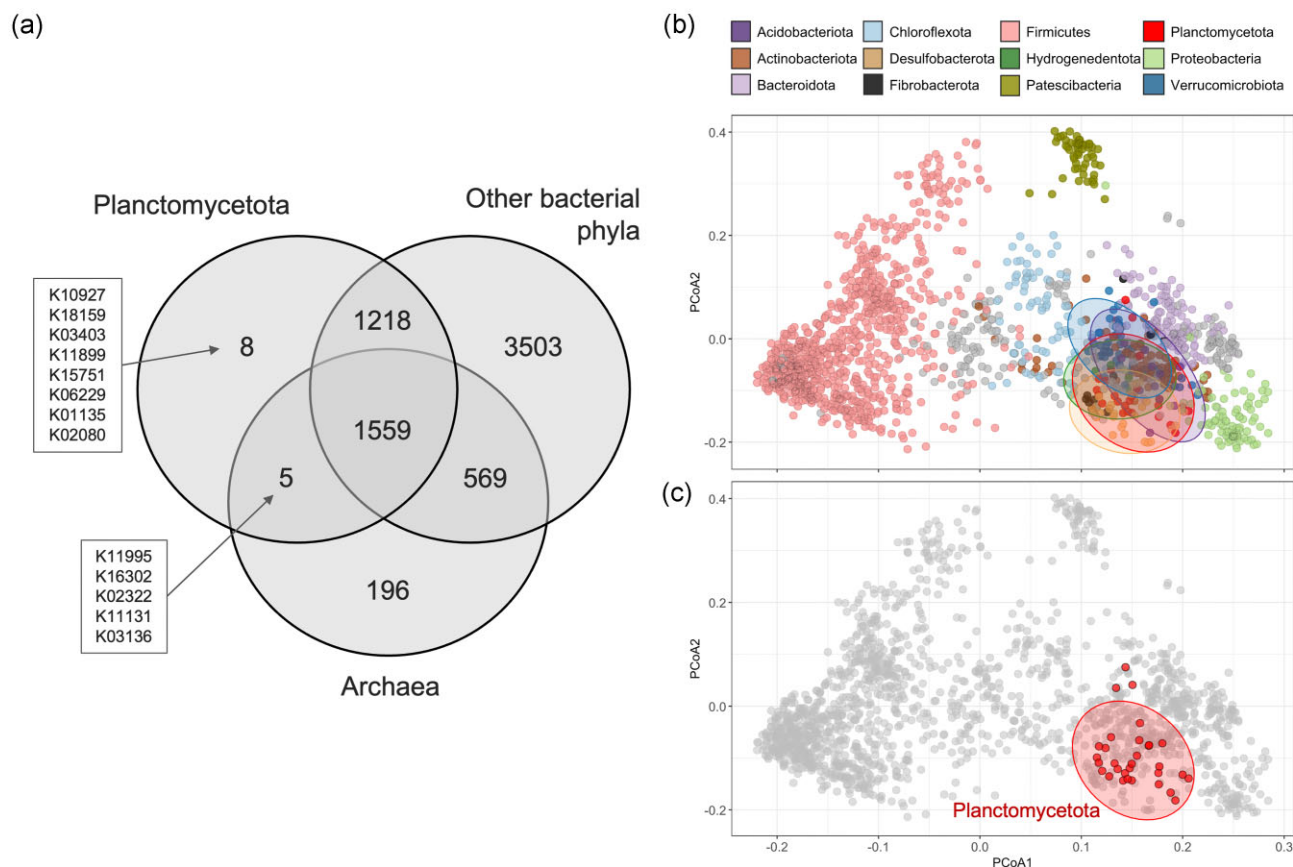 (a)
Planctomycetota
Other bacterial
phyla
K10927
K18159
K03403
K11899
K15751
K06229
K01135
K02080
8
1218
3503
1559
5
569
K11995
K16302
K02322
K11131
K03136
196
Archaea
(b)
Acidobacteriota Chloroflexota Firmicutes Planctomycetota
Actinobacteriota Desulfobacterota Hydrogenedentota Proteobacteria
Bacteroidota Fibrobacterota Patescibacteria Verrucomicrobiota
0.4
0.2
0.0
-0.2
PCoA2
(c)
0.4
0.2
0.0
-0.2
PCoA2
Planctomycetota
-0.2 -0.1 0.0 0.1 0.2 0.3
PCoA1